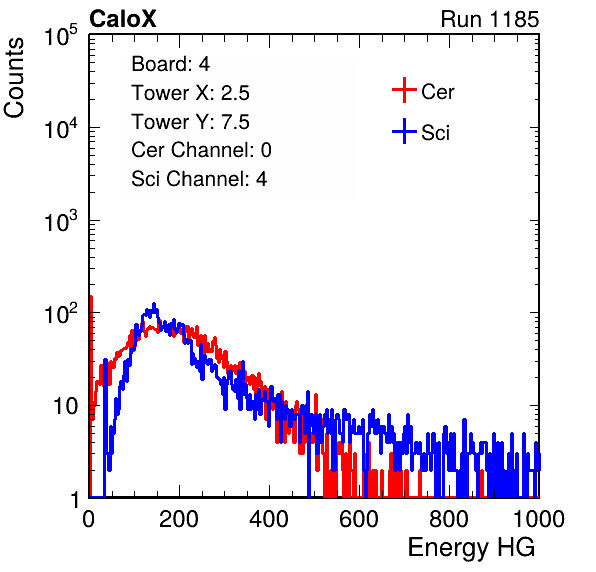 CaloX Run 1185
Counts
10^5
10^4
10^3
10^2
10
1
Board: 4
Tower X: 2.5
Tower Y: 7.5
Cer Channel: 0
Sci Channel: 4
Cer
Sci
0 200 400 600 800 1000
Energy HG